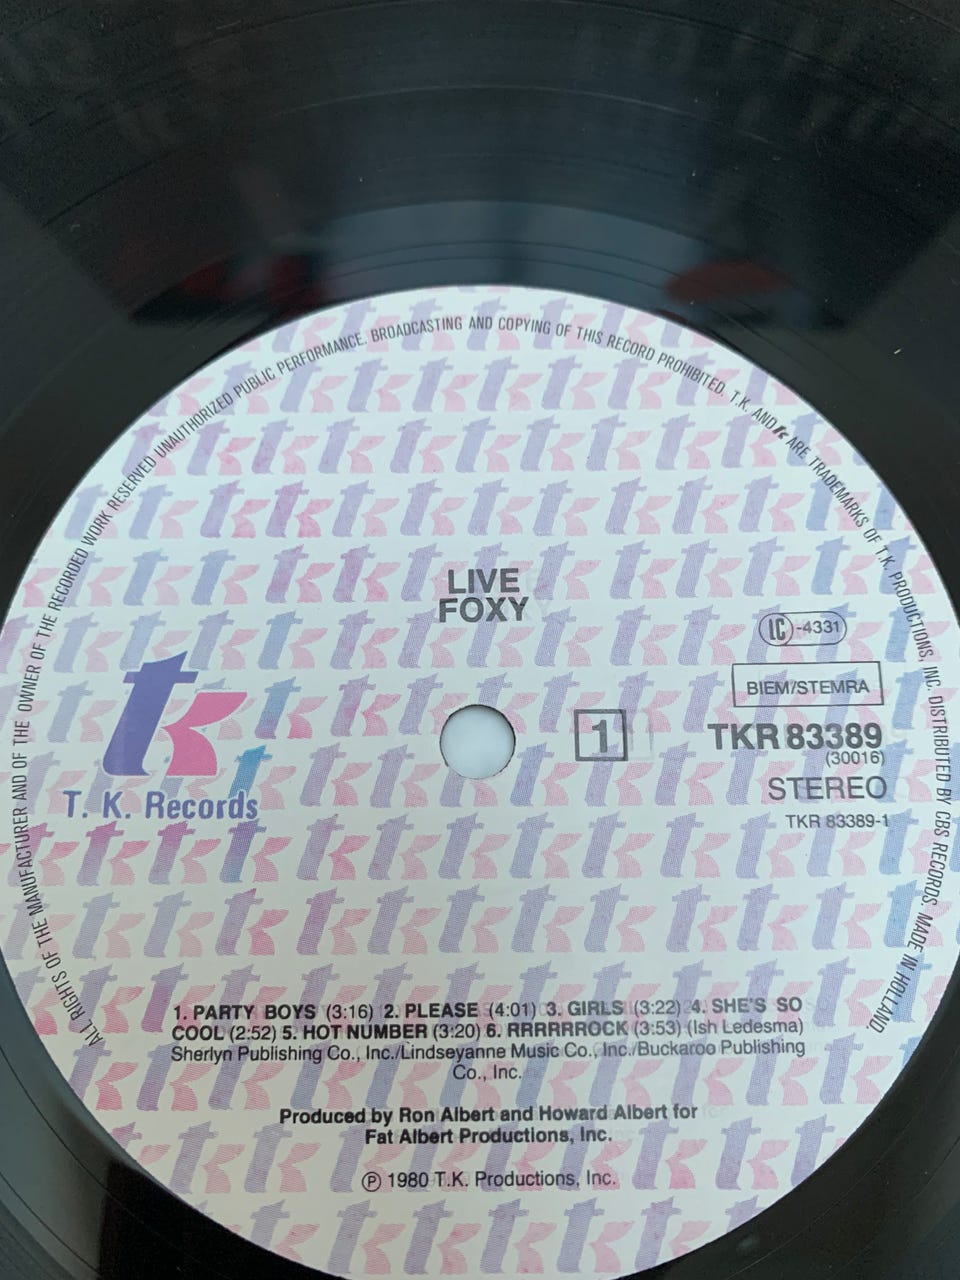 ALL RIGHTS OF THE MANUFACTURER AND OF THE OWNER OF THE RECORDED WORK RESERVED UNAUTHORIZED PUBLIC PERFORMANCE. BROADCASTING AND COPYING OF THIS RECORD PROHIBITED. T.K. AND tk ARE TRADEMARKS OF T.K. PRODUCTIONS, INC. DISTRIBUTED BY CBS RECORDS. MADE IN HOLLAND.
LIVE
FOXY
LC-4331
BIEM/STEMRA
tk
T. K. Records
1
TKR 83389
(30016)
STEREO
TKR 83389-1
1. PARTY BOYS (3:16) 2. PLEASE (4:01) 3. GIRLS (3:22) 4. SHE'S SO
COOL (2:52) 5. HOT NUMBER (3:20) 6. RRRRRROCK (3:53) (Ish Ledesma)
Sherlyn Publishing Co., Inc./Lindseyanne Music Co., Inc./Buckaroo Publishing
Co., Inc.
Produced by Ron Albert and Howard Albert for
Fat Albert Productions, Inc.
℗ 1980 T.K. Productions, Inc.